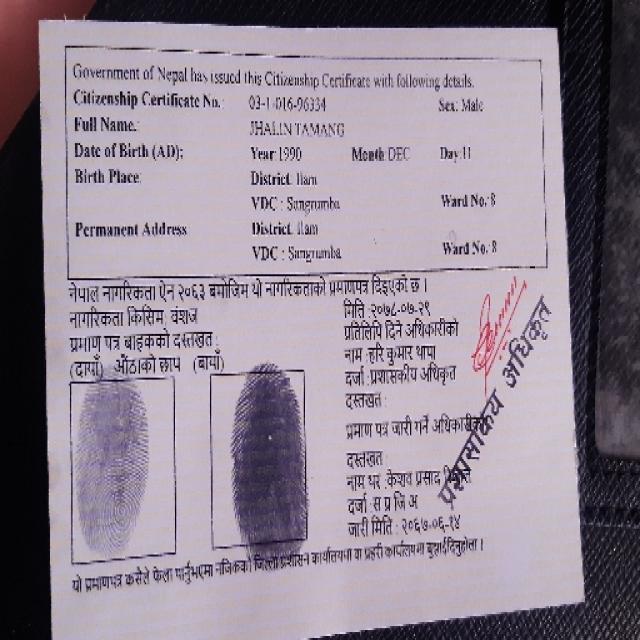 Government of Nepal has issued this Citizenship Certificate with following details.
Citizenship Certificate No.: 03-1-016-96334 Sex: Male
Full Name.: JHALIN TAMANG
Date of Birth (AD): Year:1990 Month DEC Day:11
Birth Place: District. Ilam
VDC : Sangrumba Ward No.: 8
Permanent Address District. Ilam
VDC : Sangrumba Ward No.: 8
नेपाल नागरिकता ऐन २०६३ बमोजिम यो नागरिकताको प्रमाणपत्र दिइएको छ ।
नागरिकता किसिम: वंशज मिति :२०७८-०७-२९
प्रमाण पत्र बाहकको दस्तखत: प्रतिलिपि दिने अधिकारीको
(दायाँ) औंठाको छाप (बायाँ) नाम :हरि कुमार थापा
दर्जा :प्रशासकीय अधिकृत
दस्तखत:
प्रमाण पत्र जारी गर्ने अधिकारीको
दस्तखत:
नाम थर: केशव प्रसाद
दर्जा: स प्र जि अ
जारी मिति : २०६७-०६-१४
प्रशासकिय अधिकृत
यो प्रमाणपत्र कसैले फेला पार्नुभएमा नजिकको जिल्ला प्रशासन कार्यालयमा वा प्रहरी कार्यालयमा बुझाईदिनुहोला ।